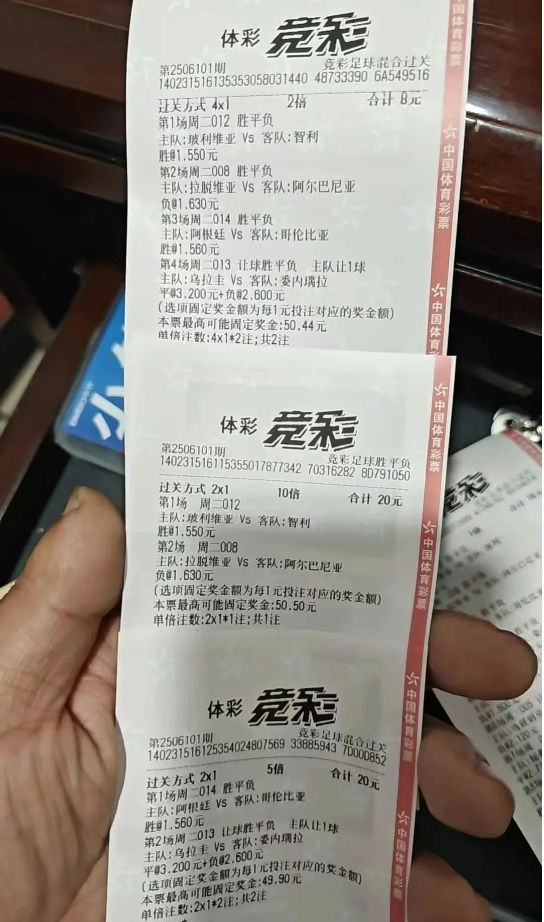 体彩 竞彩
第2506101期 竞彩足球混合过关
140231516135353058031440 48733390 6A549516
过关方式 4x1 2倍 合计 8元
第1场周二012 胜平负
主队:玻利维亚 Vs 客队:智利
胜@1.550元
第2场周二008 胜平负
主队:拉脱维亚 Vs 客队:阿尔巴尼亚
负@1.630元
第3场周二014 胜平负
主队:阿根廷 Vs 客队:哥伦比亚
胜@1.560元
第4场周二013 让球胜平负 主队让1球
主队:乌拉圭 Vs 客队:委内瑞拉
平@3.200元+负@2.600元
(选项固定奖金额为每1元投注对应的奖金额)
本票最高可能固定奖金:50.44元
单倍注数:4x1*2注;共2注
体彩 竞彩
第2506101期 竞彩足球胜平负
140231516115355017877342 70316282 8D791050
过关方式 2x1 10倍 合计 20元
第1场 周二012
主队:玻利维亚 Vs 客队:智利
胜@1.550元
第2场 周二008
主队:拉脱维亚 Vs 客队:阿尔巴尼亚
负@1.630元
(选项固定奖金额为每1元投注对应的奖金额)
本票最高可能固定奖金:50.50元
单倍注数:2x1*1注;共1注
体彩 竞彩
第2506101期 竞彩足球混合过关
140231516125354024807569 33885943 7D00D852
过关方式 2x1 5倍 合计 20元
第1场周二014 胜平负
主队:阿根廷 Vs 客队:哥伦比亚
胜@1.560元
第2场周二013 让球胜平负 主队让1球
主队:乌拉圭 Vs 客队:委内瑞拉
平@3.200元+负@2.600元
(选项固定奖金额为每1元投注对应的奖金额)
本票最高可能固定奖金:49.90元
单倍注数:2x1*2注;共2注
国体育彩票
中国体育彩票
中国体育
中国体育彩票
中国体育彩票
中国体育彩票
中国体育彩票
竞彩